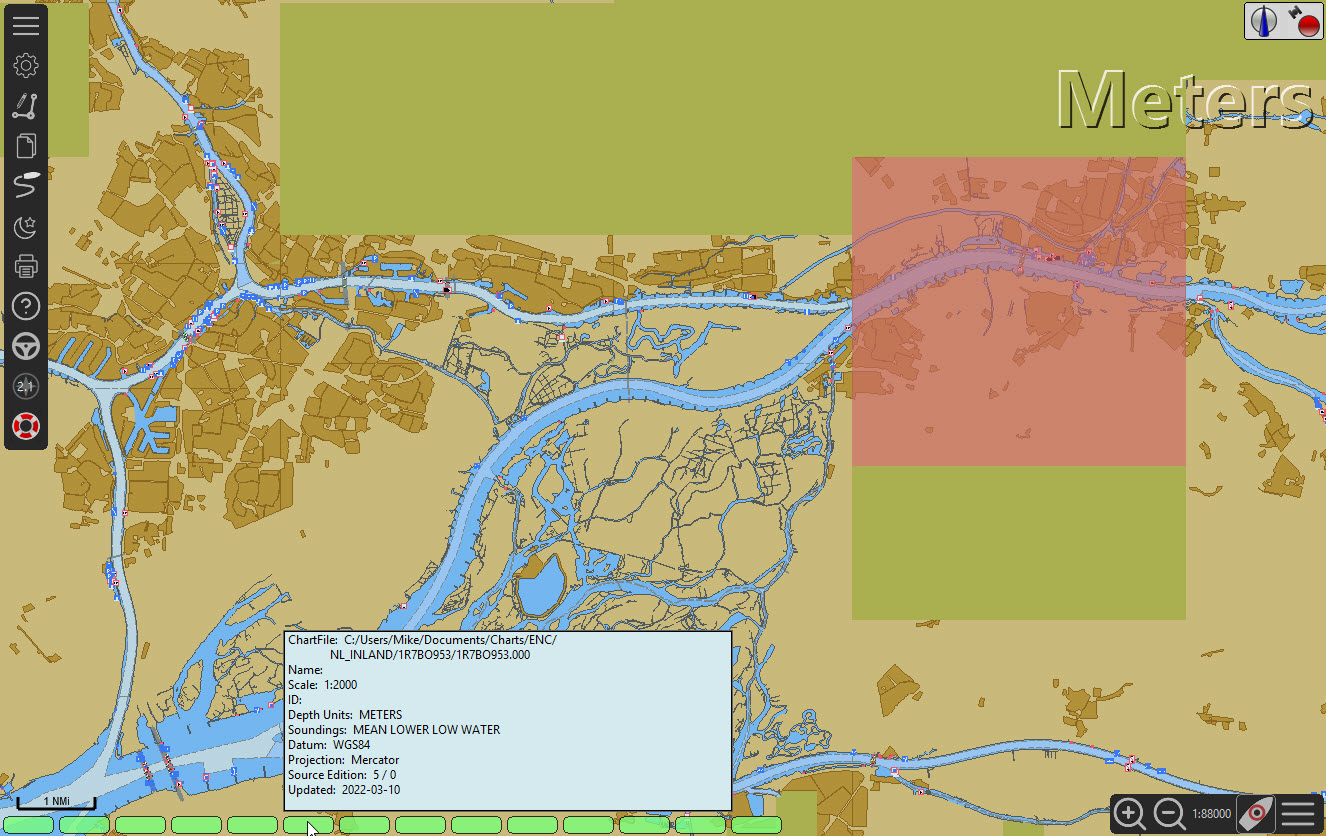 Meters
2.1
ChartFile: C:/Users/Mike/Documents/Charts/ENC/
NL_INLAND/1R7BO953/1R7BO953.000
Name:
Scale: 1:2000
ID:
Depth Units: METERS
Soundings: MEAN LOWER LOW WATER
Datum: WGS84
Projection: Mercator
Source Edition: 5 / 0
Updated: 2022-03-10
1 NMi
1:88000